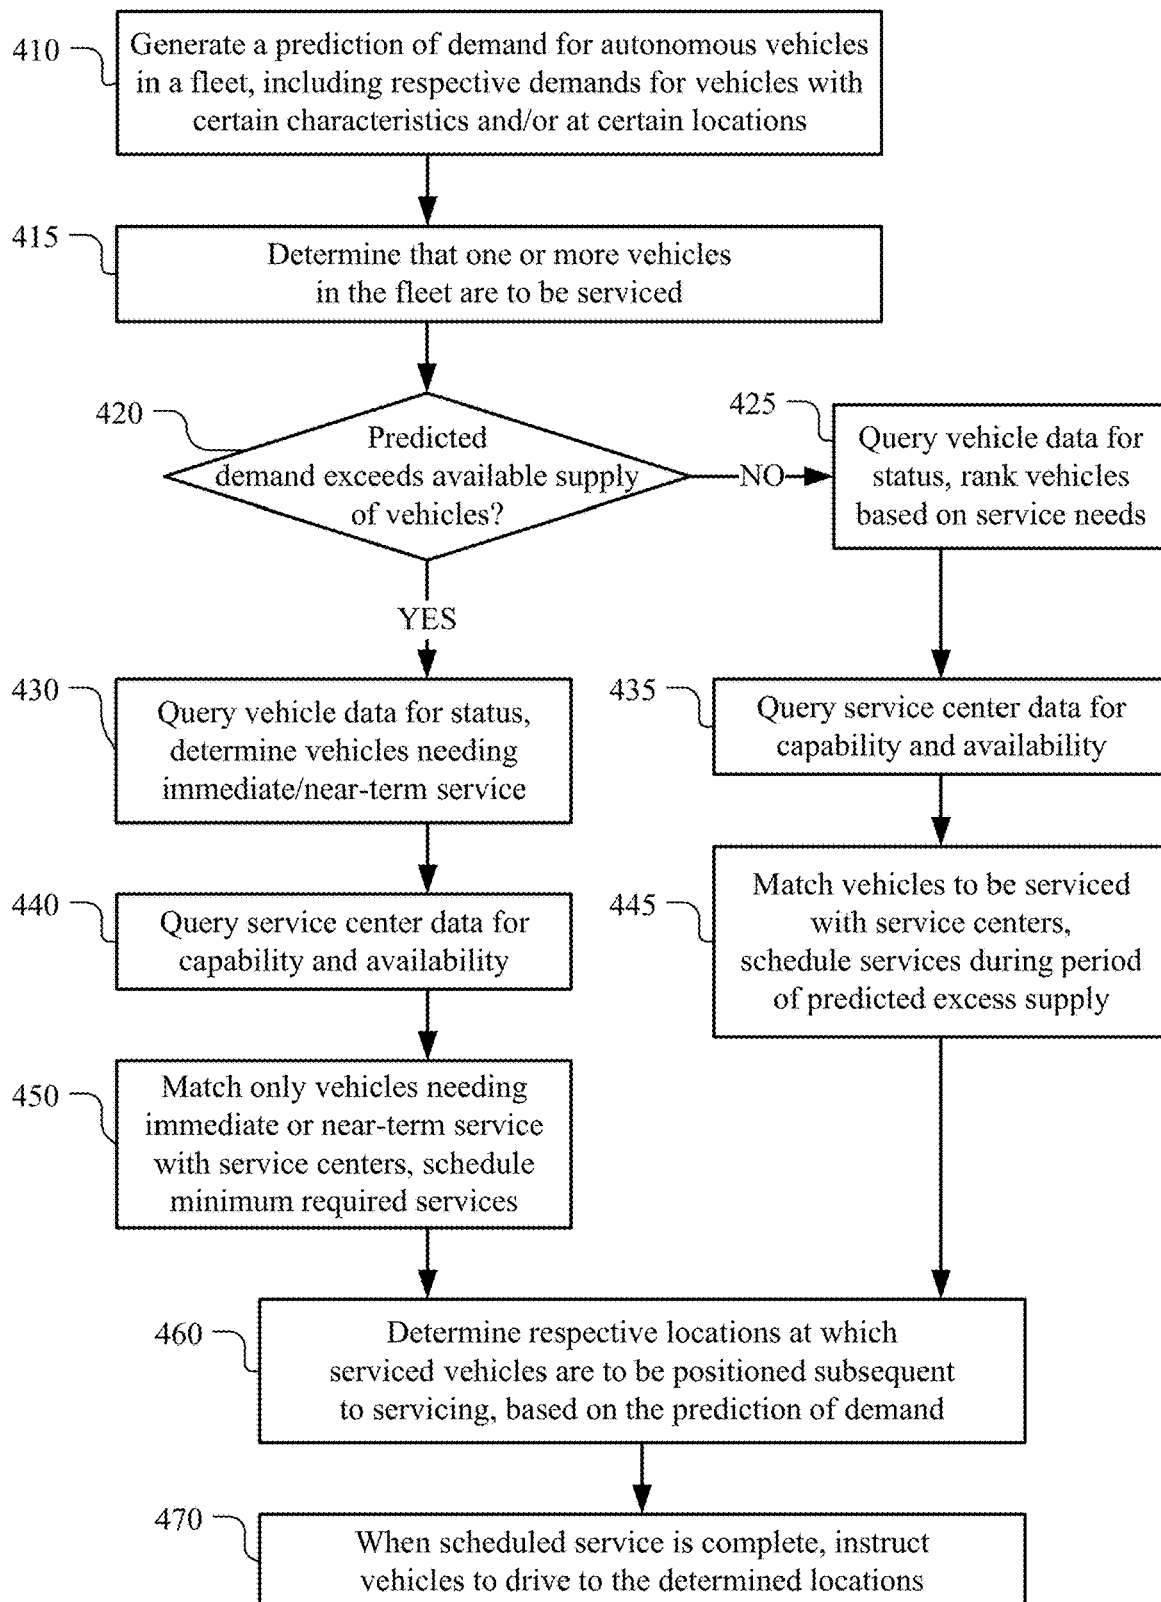 410
Generate a prediction of demand for autonomous vehicles
in a fleet, including respective demands for vehicles with
certain characteristics and/or at certain locations
415
Determine that one or more vehicles
in the fleet are to be serviced
420
Predicted
demand exceeds available supply
of vehicles?
NO
425
Query vehicle data for
status, rank vehicles
based on service needs
YES
430
Query vehicle data for status,
determine vehicles needing
immediate/near-term service
435
Query service center data for
capability and availability
440
Query service center data for
capability and availability
445
Match vehicles to be serviced
with service centers,
schedule services during period
of predicted excess supply
450
Match only vehicles needing
immediate or near-term service
with service centers, schedule
minimum required services
460
Determine respective locations at which
serviced vehicles are to be positioned subsequent
to servicing, based on the prediction of demand
470
When scheduled service is complete, instruct
vehicles to drive to the determined locations